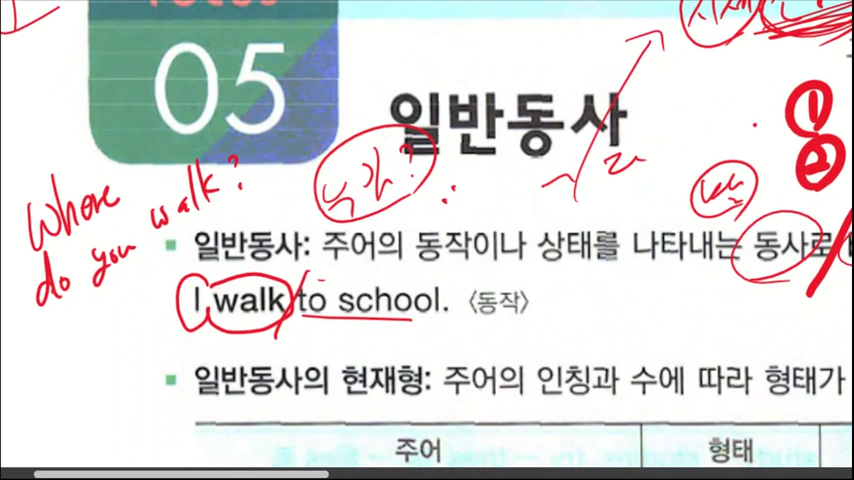 05
일반동사
누가?
Where
do you walk?
일반동사: 주어의 동작이나 상태를 나타내는 동사로
I walk to school. <동작>
일반동사의 현재형: 주어의 인칭과 수에 따라 형태가
주어 형태
①
②